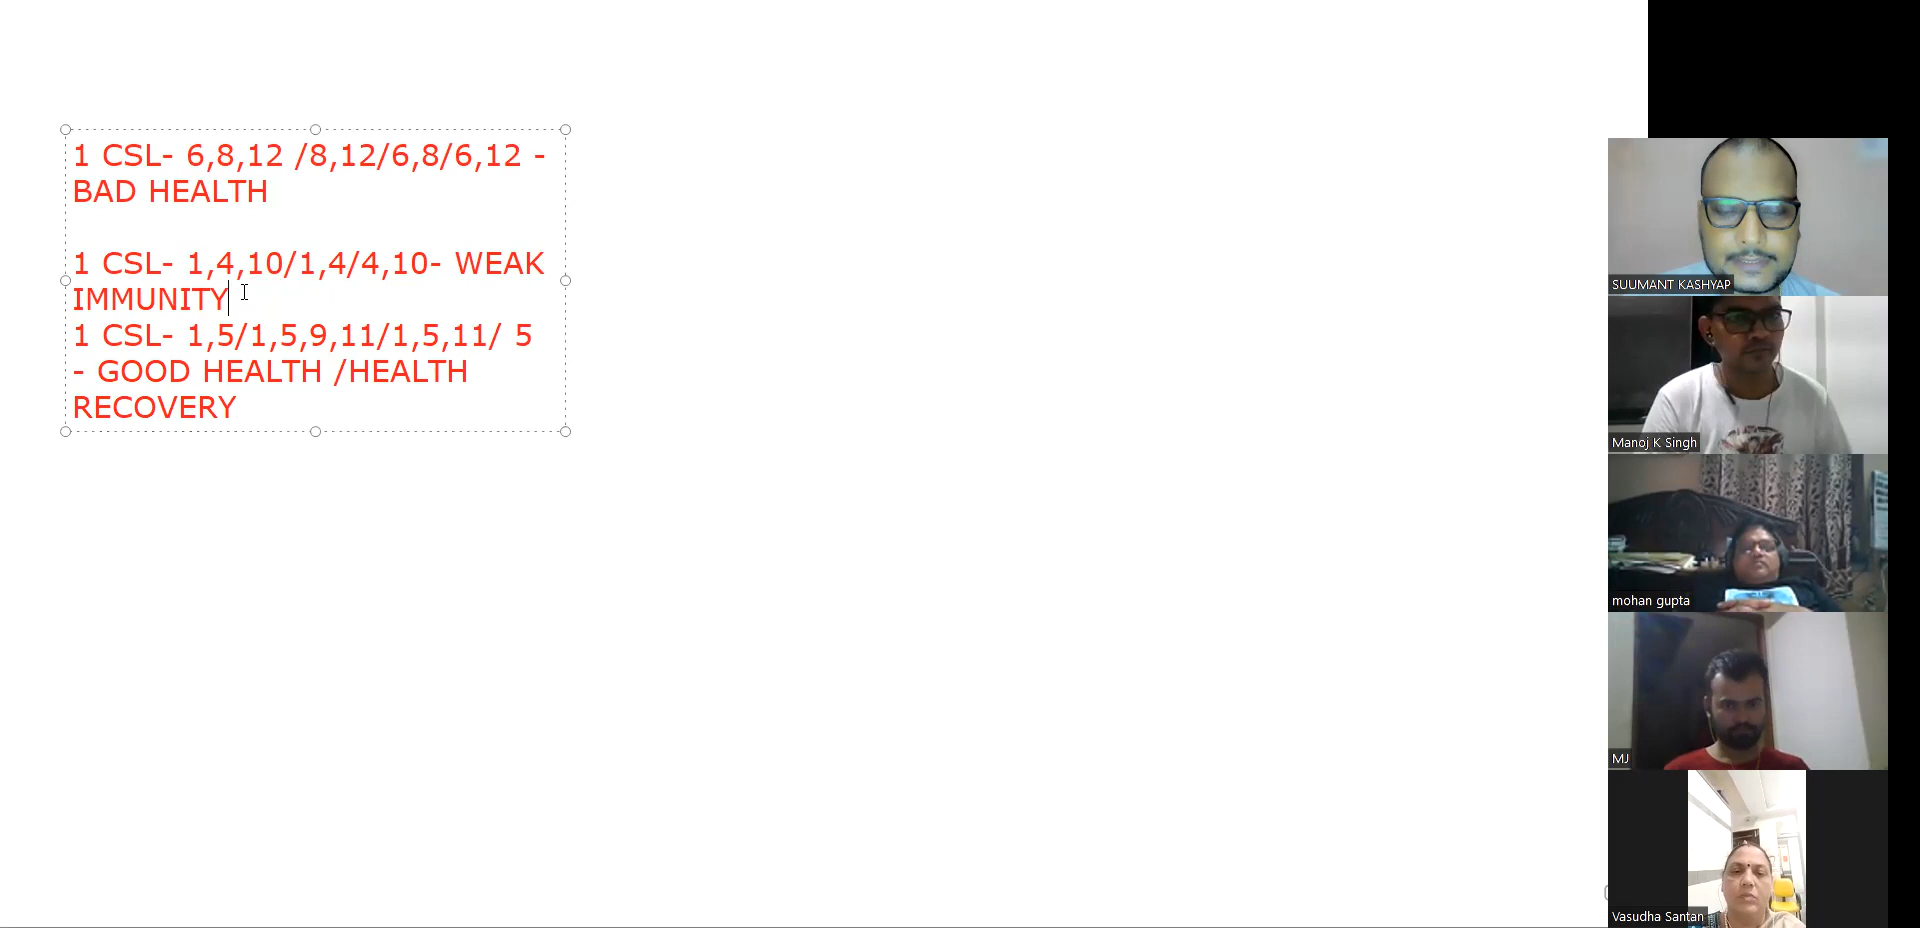 1 CSL- 6,8,12 /8,12/6,8/6,12 -
BAD HEALTH
1 CSL- 1,4,10/1,4/4,10- WEAK
IMMUNITY
1 CSL- 1,5/1,5,9,11/1,5,11/ 5
- GOOD HEALTH /HEALTH
RECOVERY
SUUMANT KASHYAP
Manoj K Singh
mohan gupta
MJ
Vasudha Santan